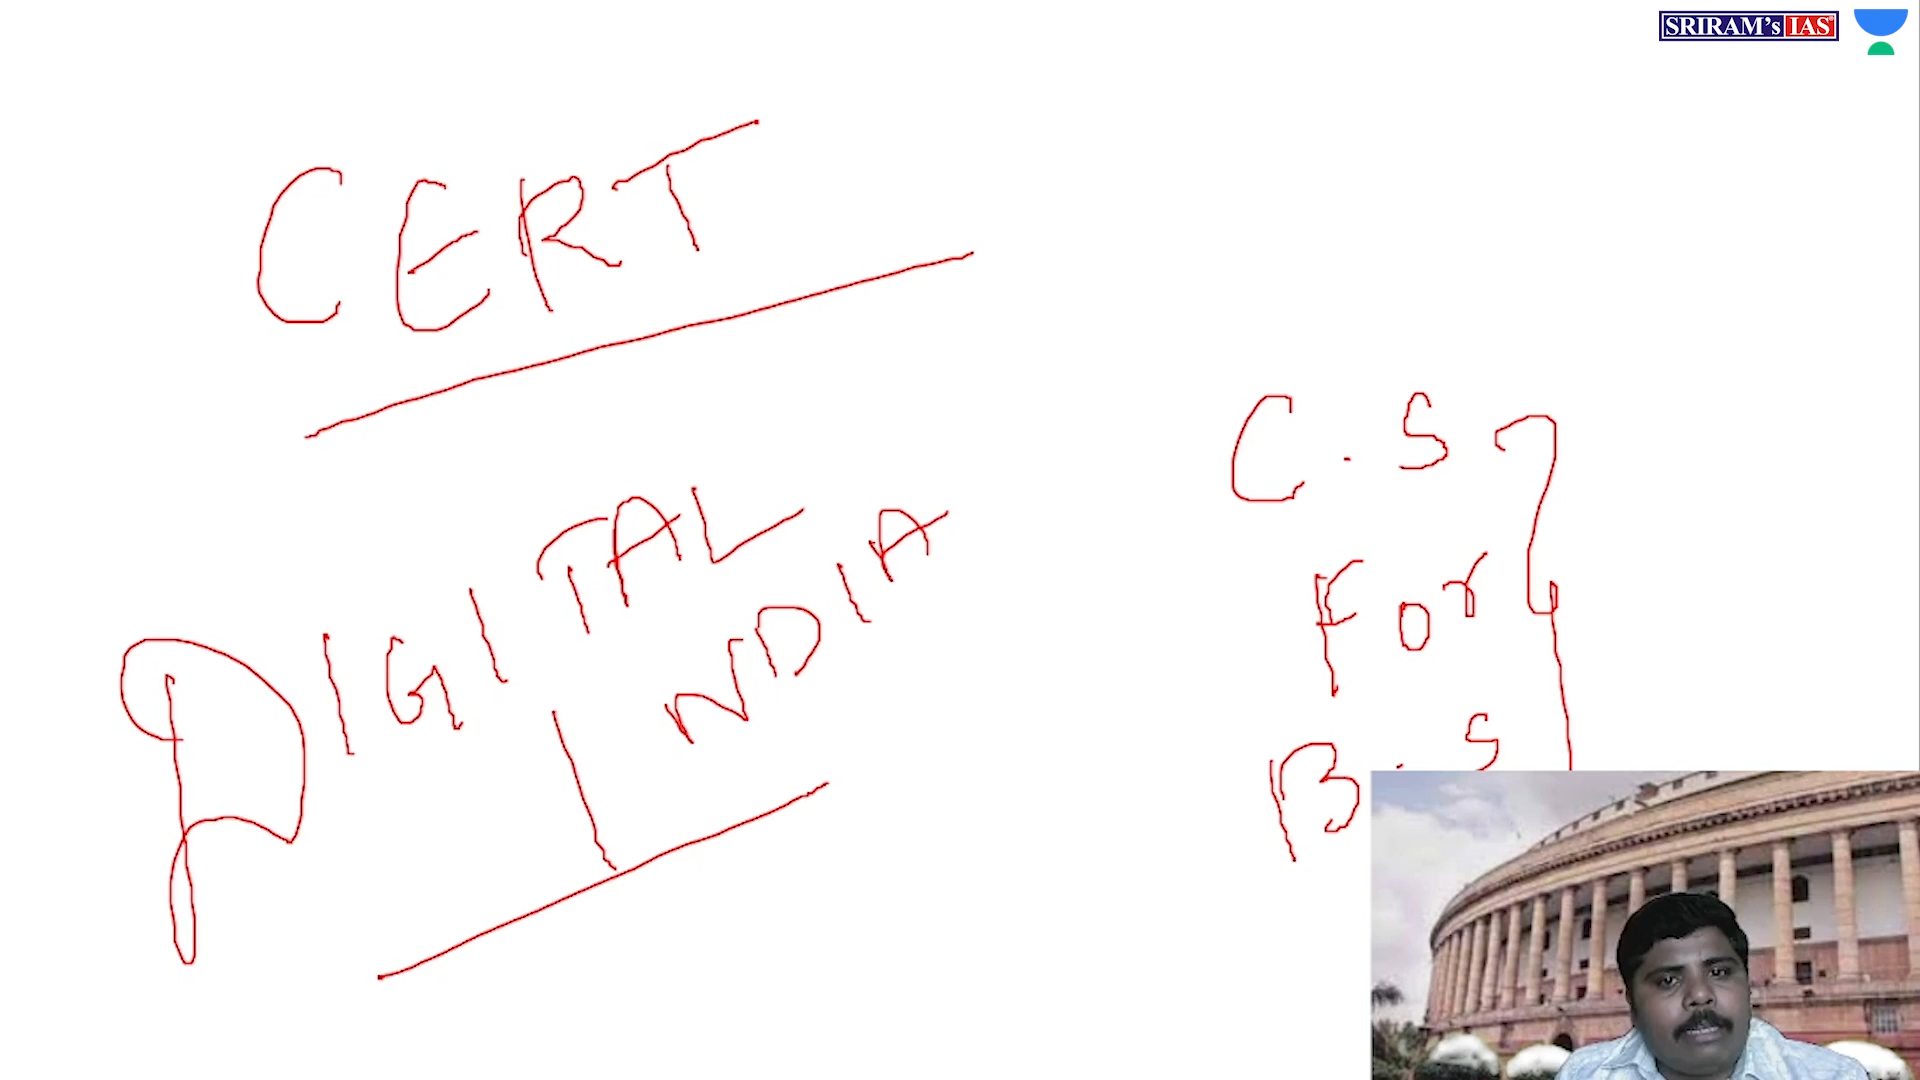 SRIRAM's IAS
CERT
DIGITAL
INDIA
C.S
For
B.S